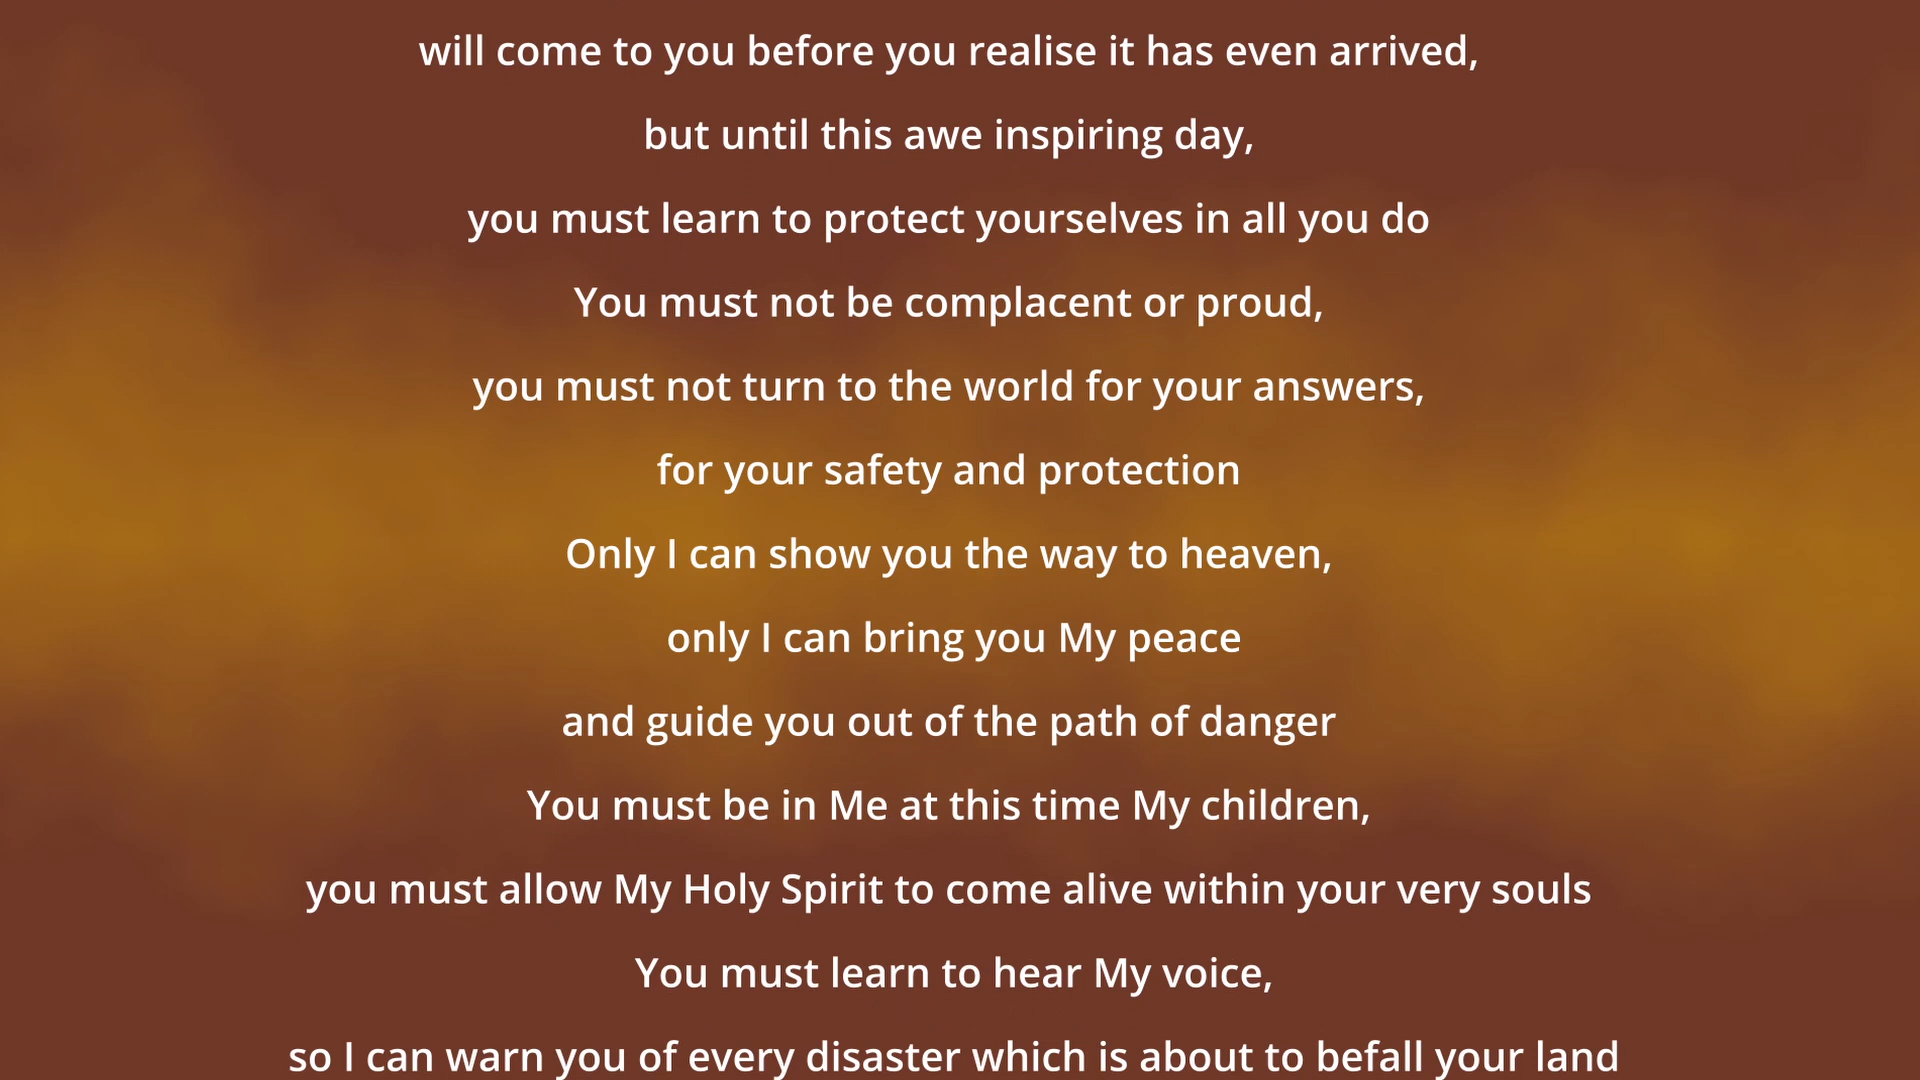 will come to you before you realise it has even arrived,
but until this awe inspiring day,
you must learn to protect yourselves in all you do
You must not be complacent or proud,
you must not turn to the world for your answers,
for your safety and protection
Only I can show you the way to heaven,
only I can bring you My peace
and guide you out of the path of danger
You must be in Me at this time My children,
you must allow My Holy Spirit to come alive within your very souls
You must learn to hear My voice,
so I can warn you of every disaster which is about to befall your land